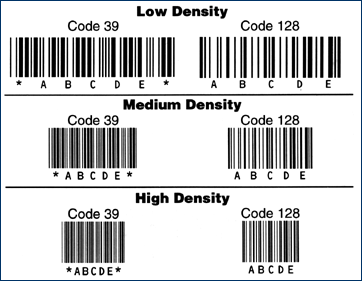 Low Density
Code 39 Code 128
* A B C D E * A B C D E
Medium Density
Code 39 Code 128
* A B C D E * A B C D E
High Density
Code 39 Code 128
*ABCDE* ABCDE